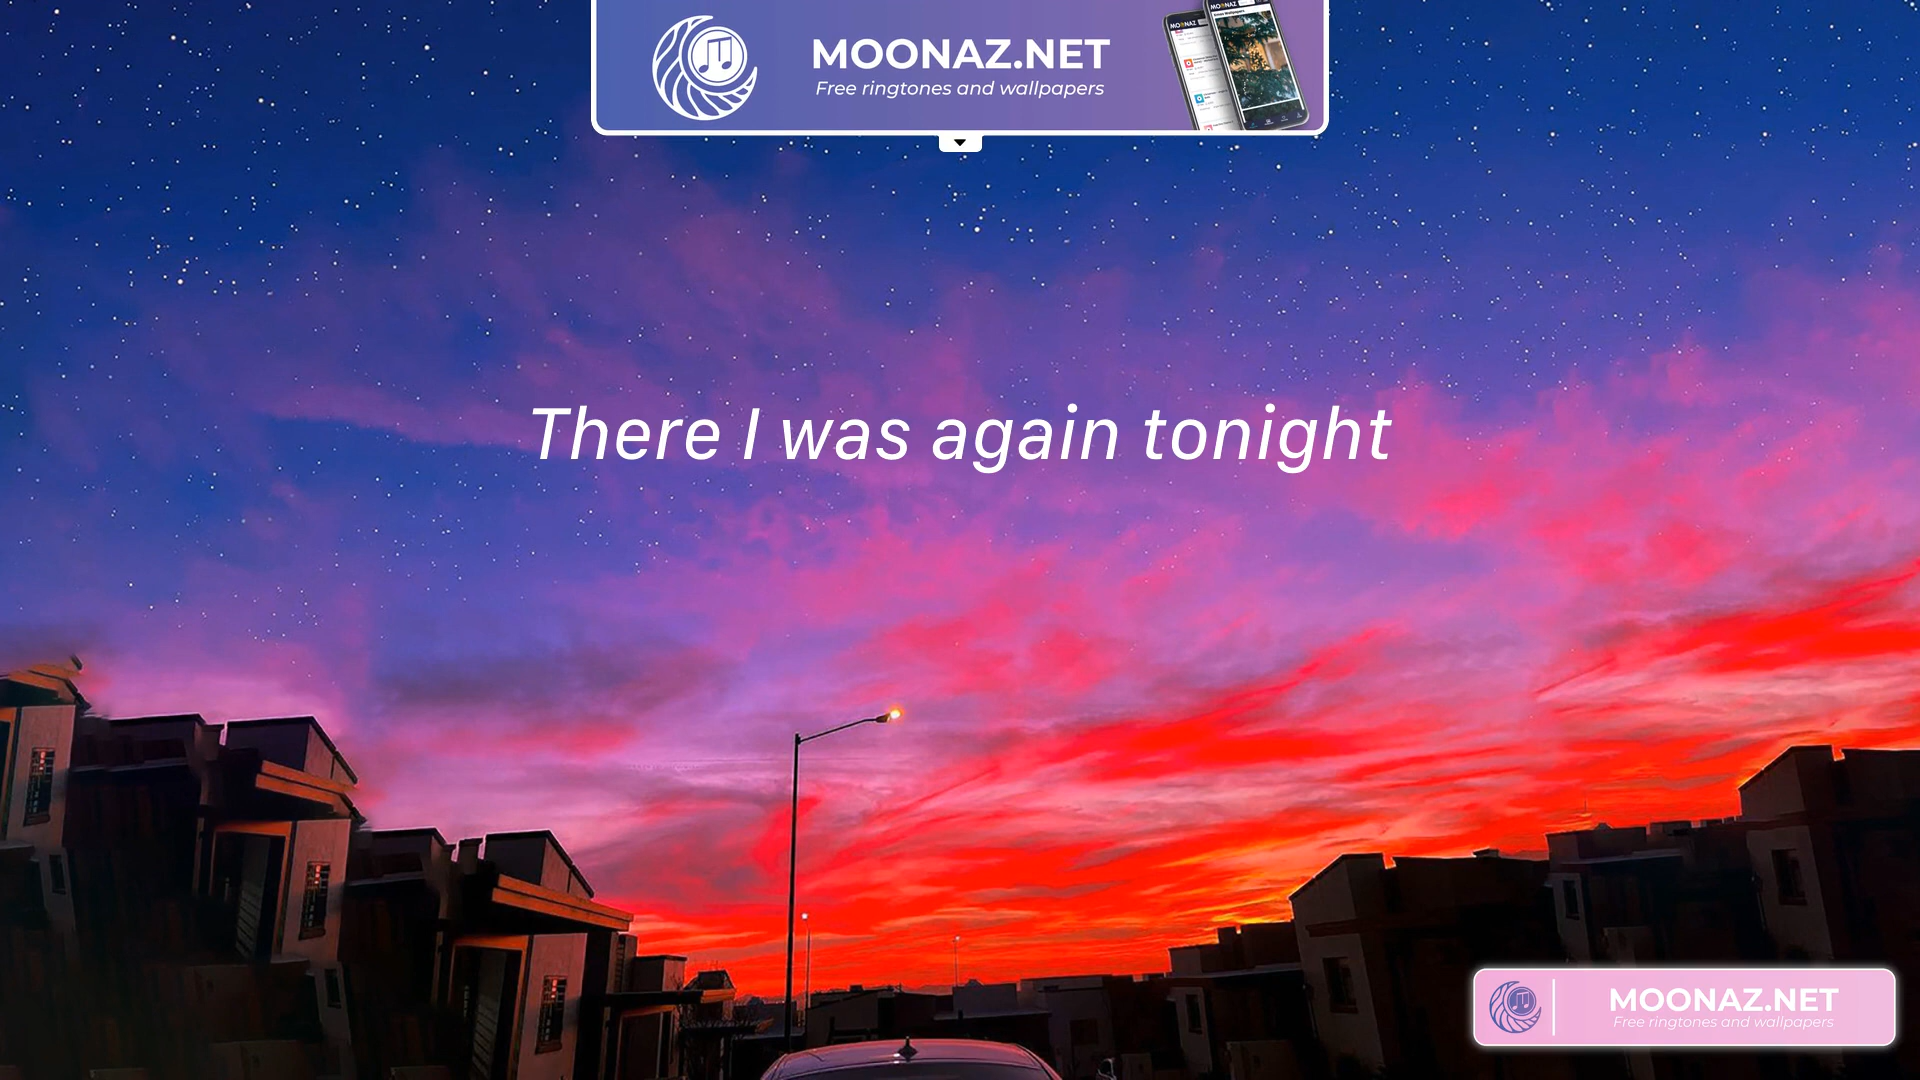 MOONAZ.NET
Free ringtones and wallpapers
There I was again tonight
MOONAZ.NET
Free ringtones and wallpapers